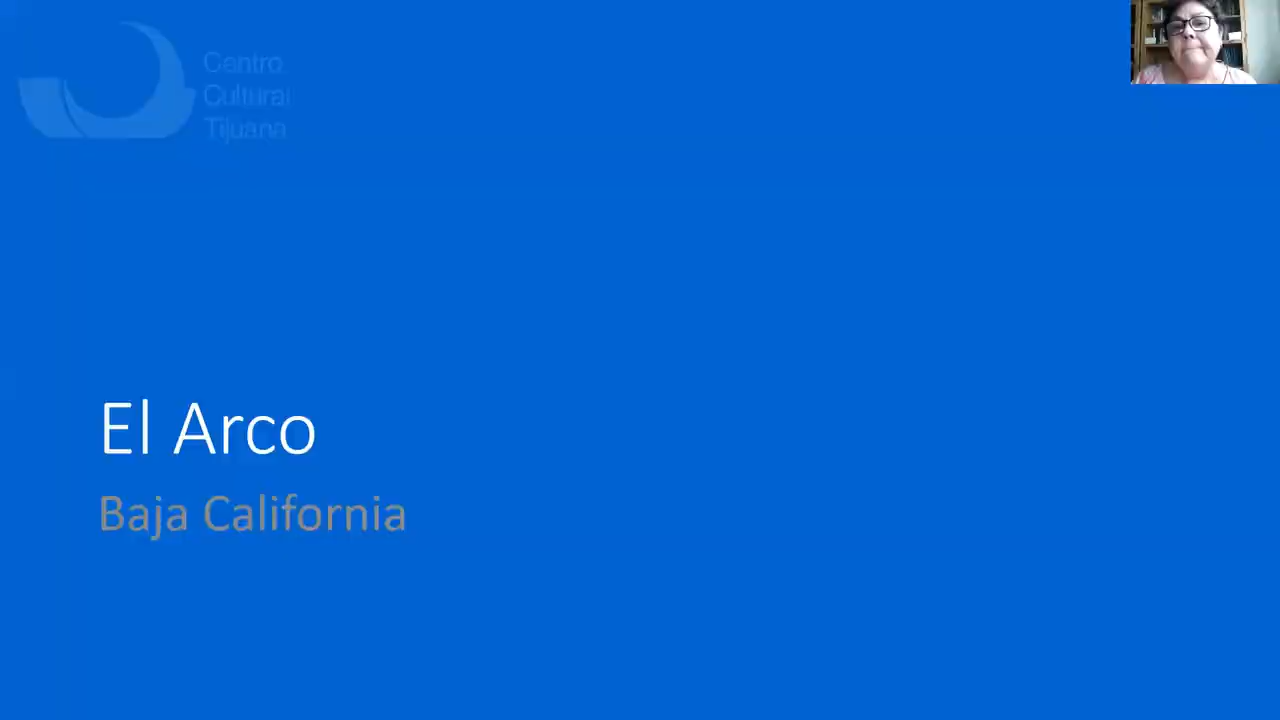 Centro
Cultural
Tijuana
El Arco
Baja California